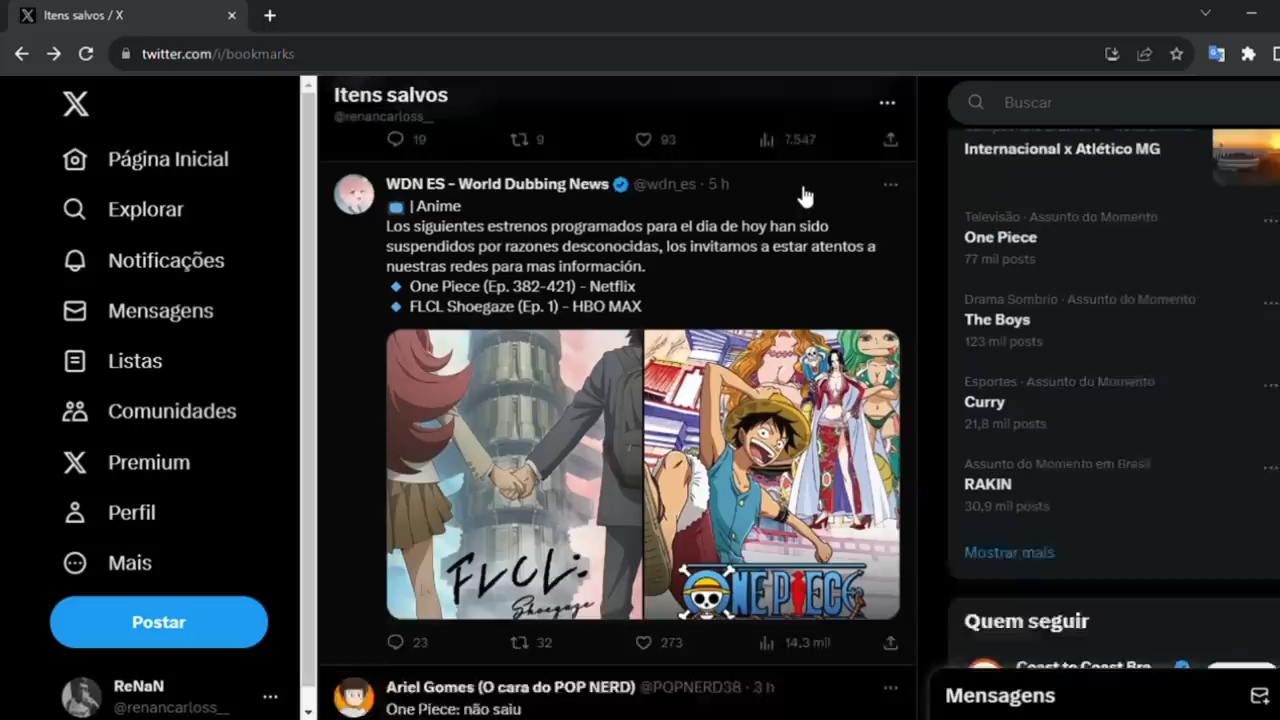 Itens salvos / X
twitter.com/i/bookmarks
Página Inicial
Explorar
Notificações
Mensagens
Listas
Comunidades
Premium
Perfil
Mais
Postar
ReNaN
@renancarloss__
Itens salvos
@renancarloss__
19 9 93 7.547
WDN ES - World Dubbing News @wdn_es · 5 h
| Anime
Los siguientes estrenos programados para el dia de hoy han sido
suspendidos por razones desconocidas, los invitamos a estar atentos a
nuestras redes para mas información.
One Piece (Ep. 382-421) - Netflix
FLCL Shoegaze (Ep. 1) - HBO MAX
FLCL:
Shoegaze
ONE PIECE
23 32 273 14,3 mil
Ariel Gomes (O cara do POP NERD) @POPNERD38 · 3 h
One Piece: não saiu
Buscar
Internacional x Atlético MG
Televisão · Assunto do Momento
One Piece
77 mil posts
Drama Sombrio · Assunto do Momento
The Boys
123 mil posts
Esportes · Assunto do Momento
Curry
21,8 mil posts
Assunto do Momento em Brasil
RAKIN
30,9 mil posts
Mostrar mais
Quem seguir
Coast to Coast Bra
Mensagens